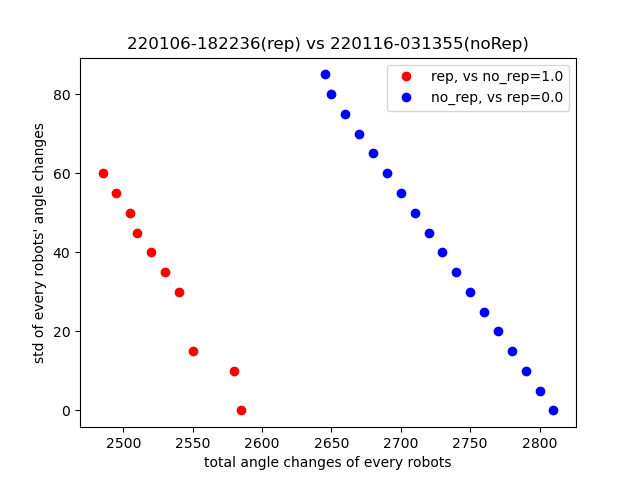 220106-182236(rep) vs 220116-031355(noRep)
rep, vs no_rep=1.0
no_rep, vs rep=0.0
std of every robots' angle changes
80
60
40
20
0
2500 2550 2600 2650 2700 2750 2800
total angle changes of every robots